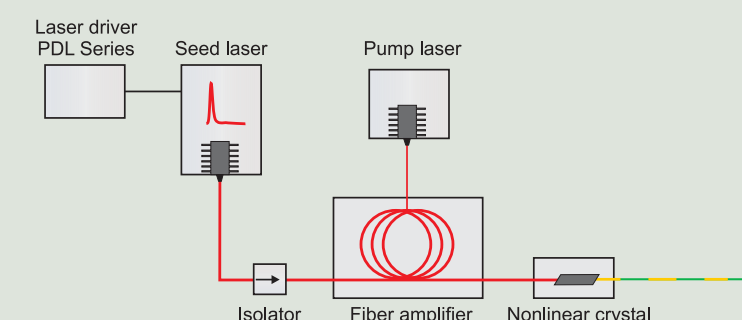 Laser driver
PDL Series
Seed laser
Pump laser
Isolator
Fiber amplifier
Nonlinear crystal